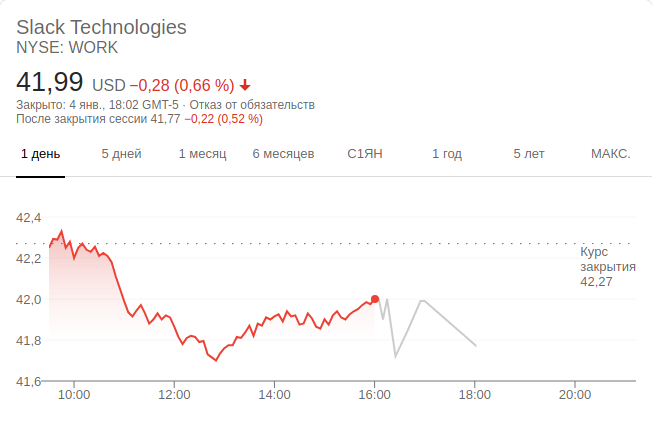 Slack Technologies
NYSE: WORK
41,99 USD −0,28 (0,66 %)
Закрыто: 4 янв., 18:02 GMT-5 · Отказ от обязательств
После закрытия сессии 41,77 −0,22 (0,52 %)
1 день 5 дней 1 месяц 6 месяцев С1ЯН 1 год 5 лет МАКС.
42,4
42,2
42,0
41,8
41,6
Курс
закрытия
42,27
10:00 12:00 14:00 16:00 18:00 20:00